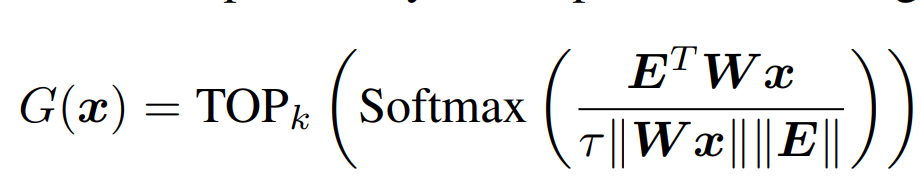 G(x) = TOP_k ( Softmax ( E^T W x / τ‖W x‖‖E‖ ) )